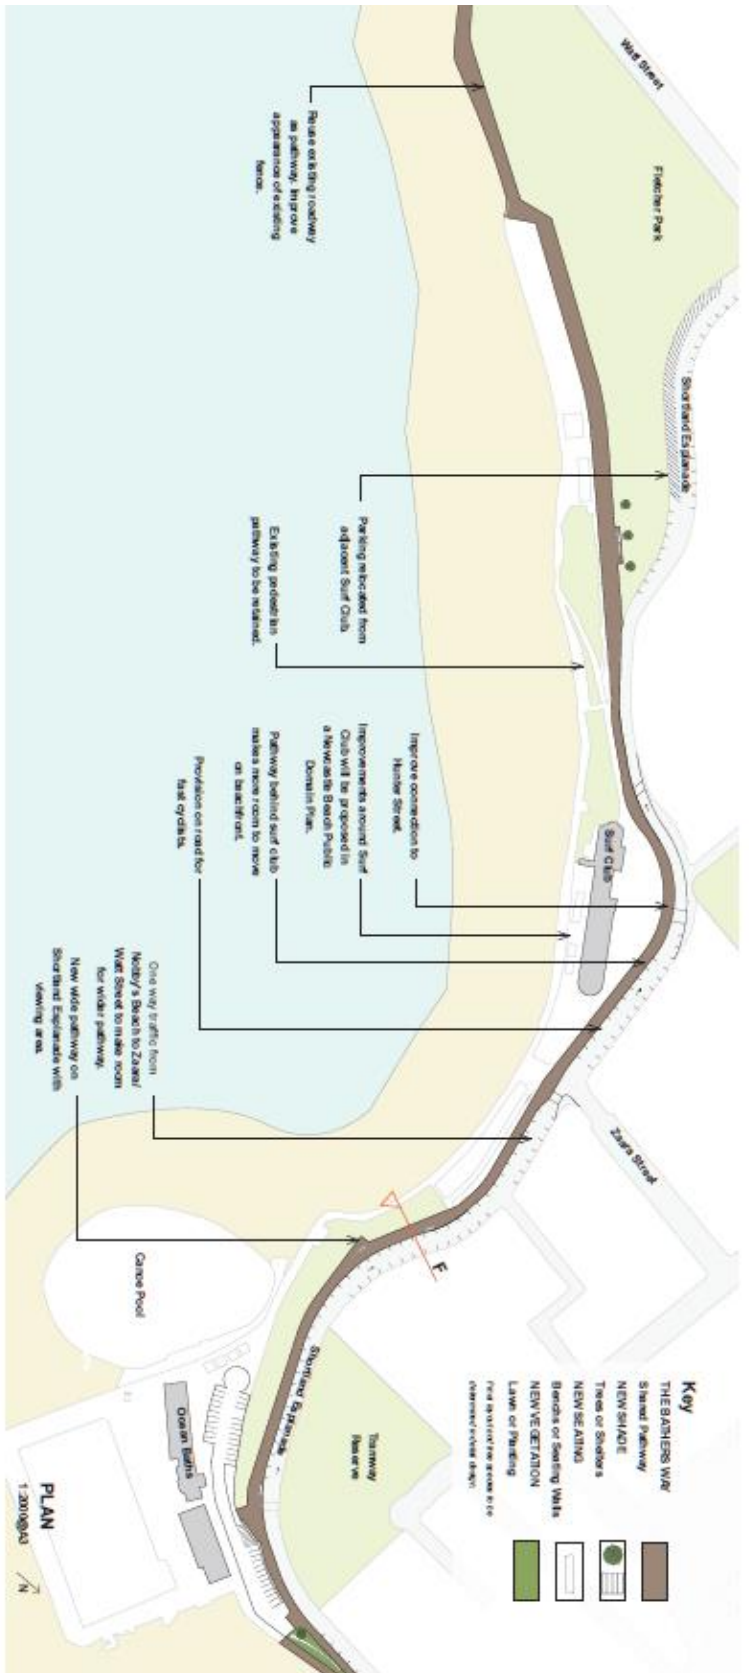 Watt Street
Fletcher Park
Shortland Esplanade
Reuse existing roadway
as pathway. Improve
appearance of existing
fence.
Parking relocated from
adjacent Surf Club.
Existing pedestrian
pathway to be retained.
Improve connection to
Hunter Street.
Improvements around Surf
Club will be proposed in
a Newcastle Beach Public
Domain Plan.
Pathway behind surf club
makes more room to move
on beachfront.
Provision on road for
fast cyclists.
One way traffic from
Nobby's Beach to Zaara/
Watt Street to make room
for wider pathway.
New wide pathway on
Shortland Esplanade with
viewing area.
Surf Club
Zaara Street
F
Canoe Pool
Shortland Esplanade
Tramway
Reserve
Ocean Baths
Key
THE BATHERS WAY
Shared Pathway
NEW SHADE
Trees or Shelters
NEW SEATING
Benches or Seating Walls
NEW VEGETATION
Lawn or Planting
PLAN
1:2000@A3
N